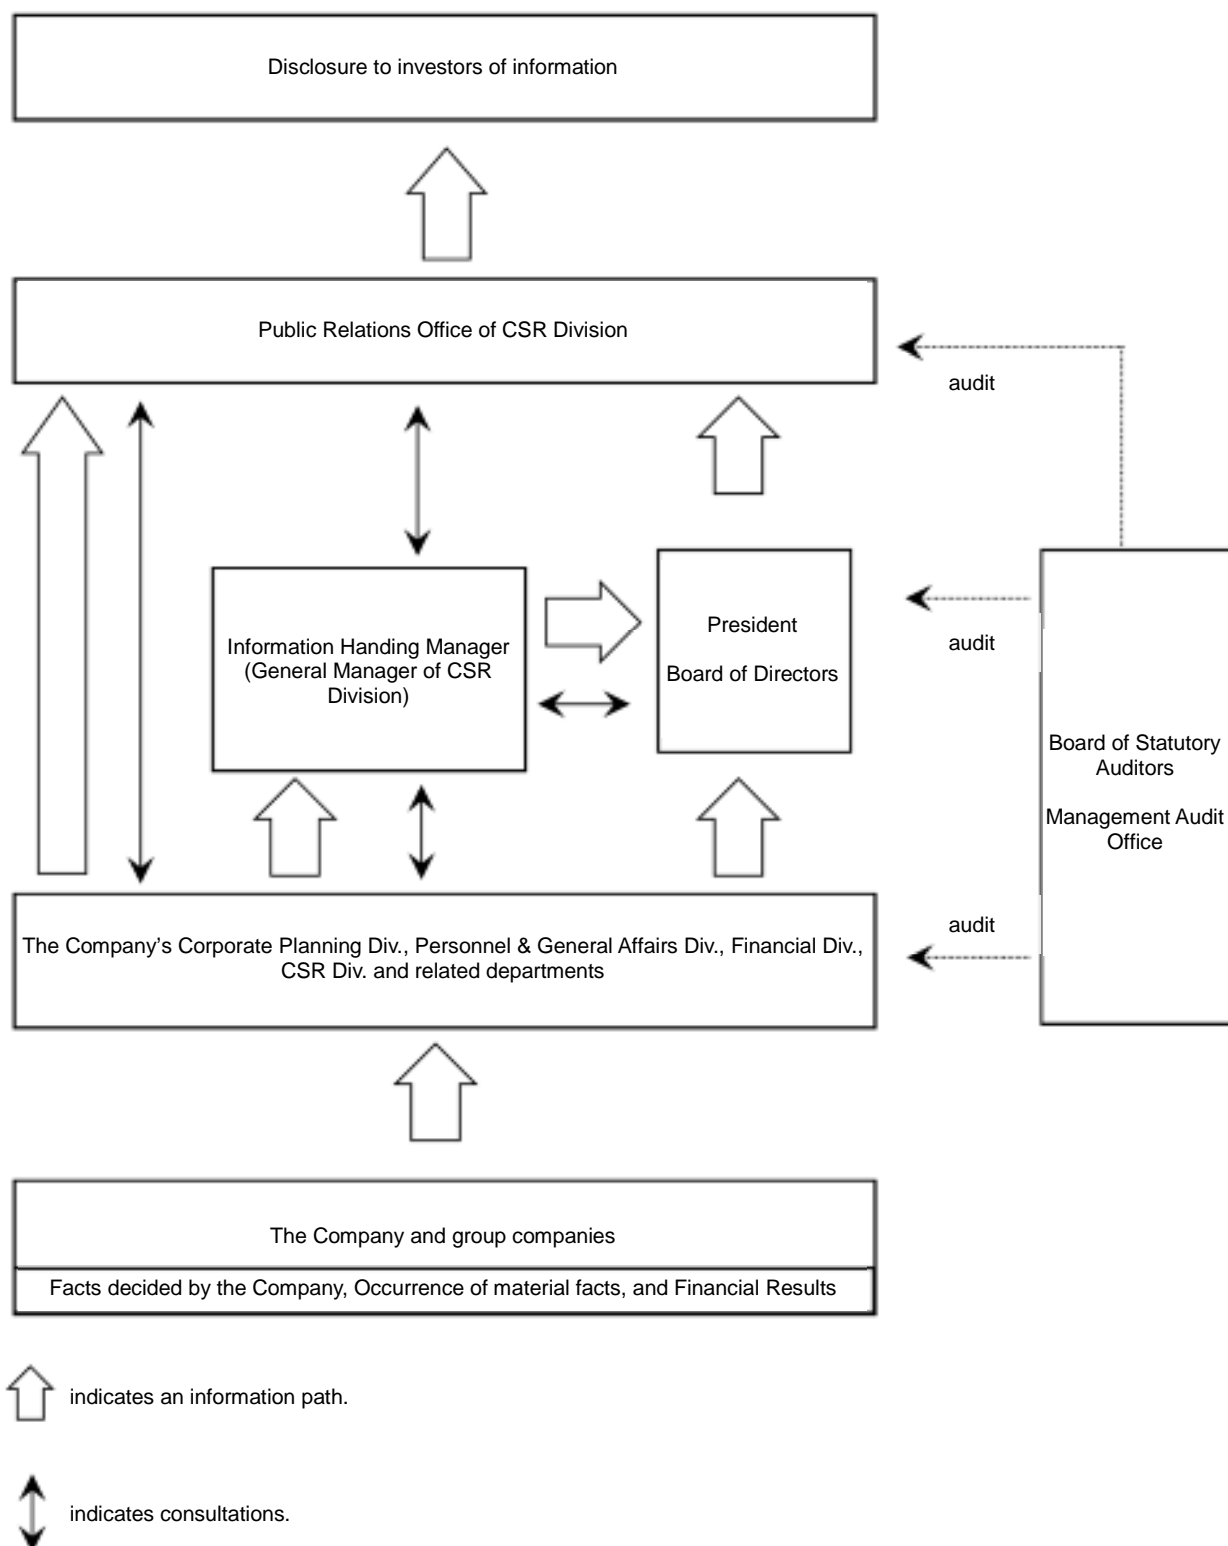 Disclosure to investors of information
Public Relations Office of CSR Division
audit
Information Handing Manager
(General Manager of CSR
Division)
President
Board of Directors
audit
Board of Statutory
Auditors
Management Audit
Office
The Company’s Corporate Planning Div., Personnel & General Affairs Div., Financial Div.,
CSR Div. and related departments
audit
The Company and group companies
Facts decided by the Company, Occurrence of material facts, and Financial Results
indicates an information path.
indicates consultations.